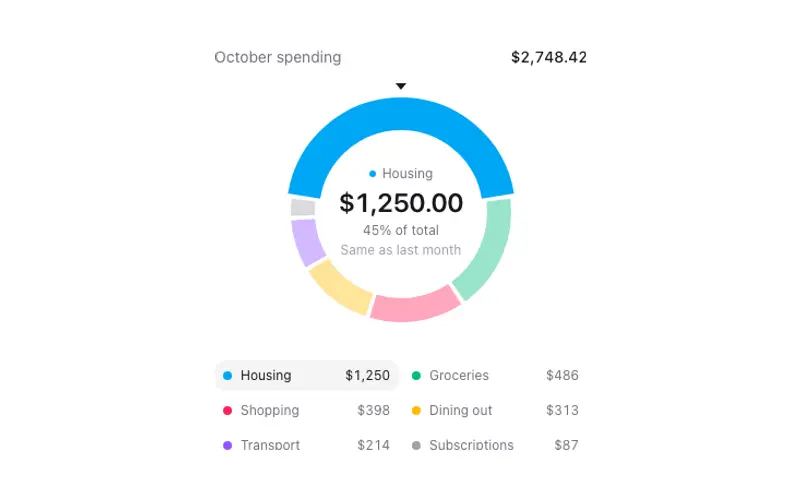 October spending $2,748.42
Housing
$1,250.00
45% of total
Same as last month
Housing $1,250 Groceries $486
Shopping $398 Dining out $313
Transport $214 Subscriptions $87